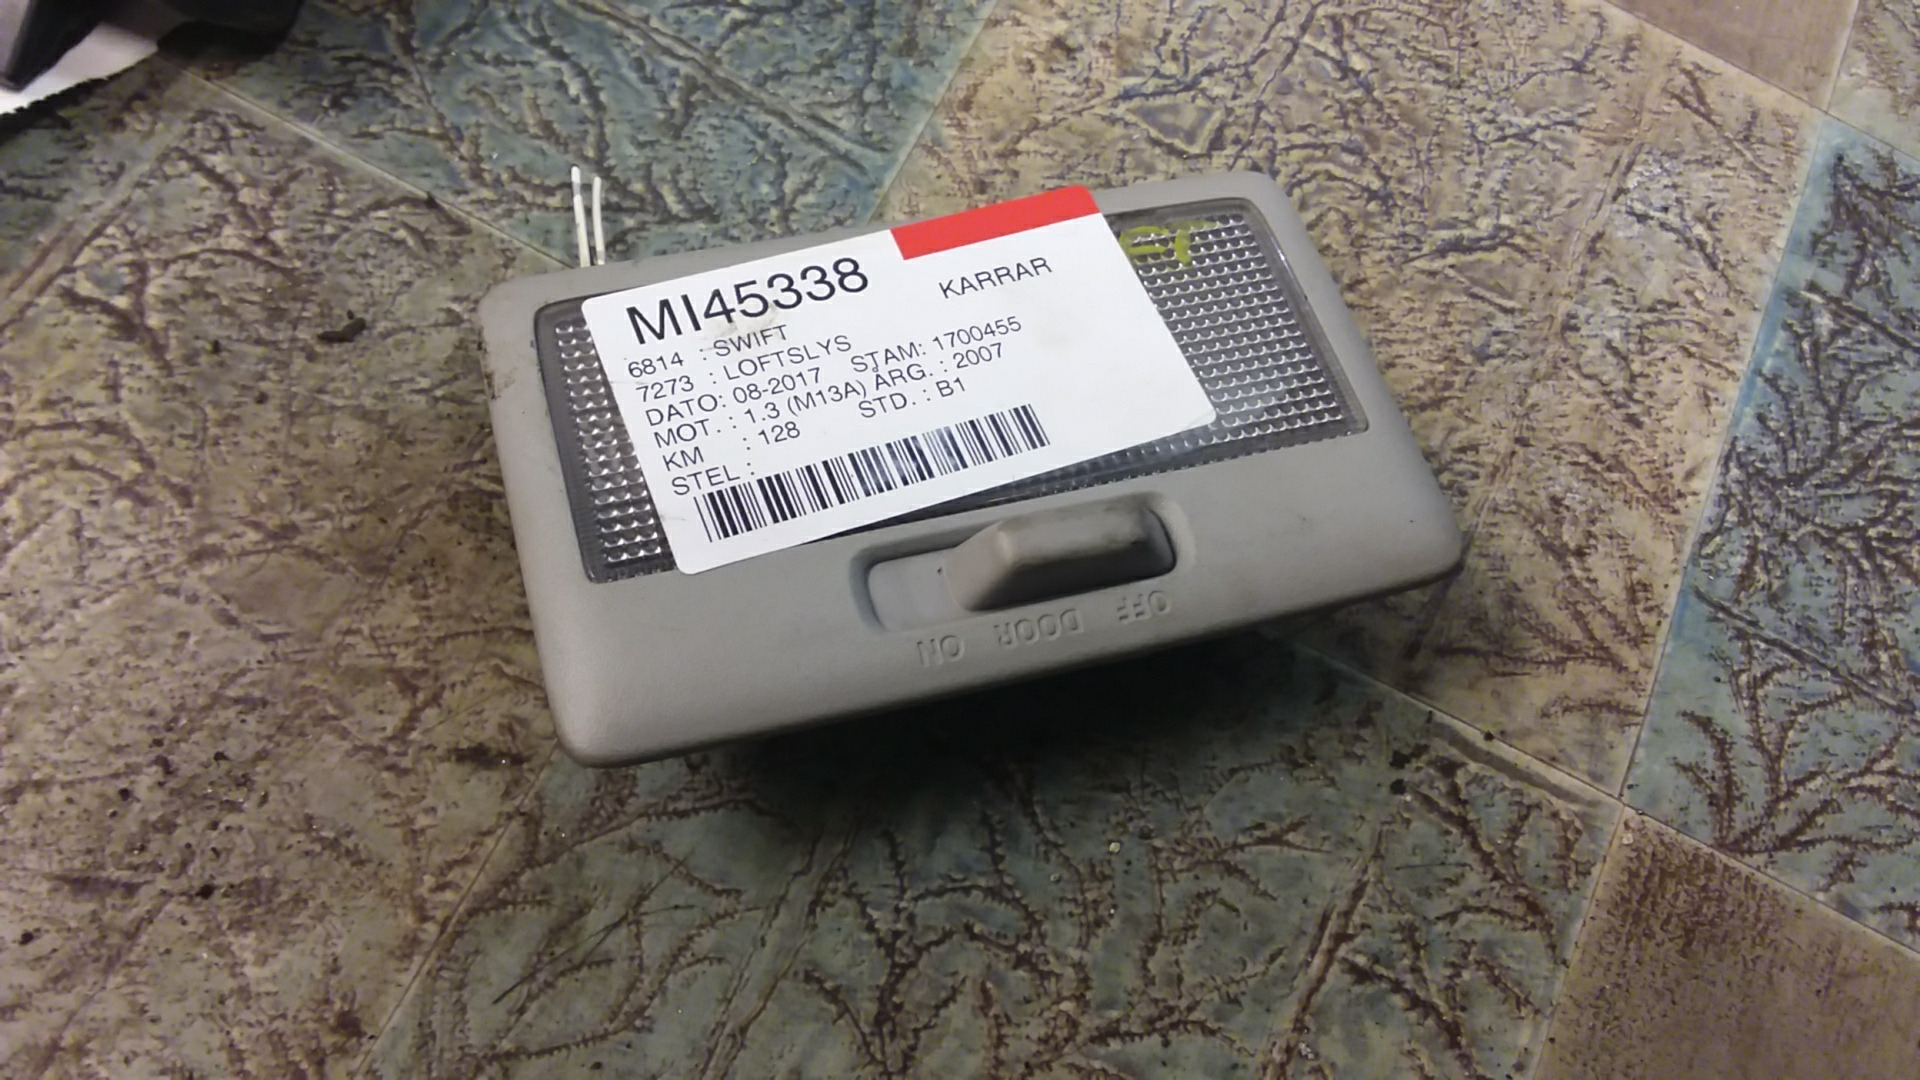 MI45338 KARRAR
6814 : SWIFT
7273 : LOFTSLYS
DATO: 08-2017 STAM: 1700455
MOT. : 1.3 (M13A) ARG. : 2007
KM : 128 STD. : B1
STEL :
OFF DOOR ON